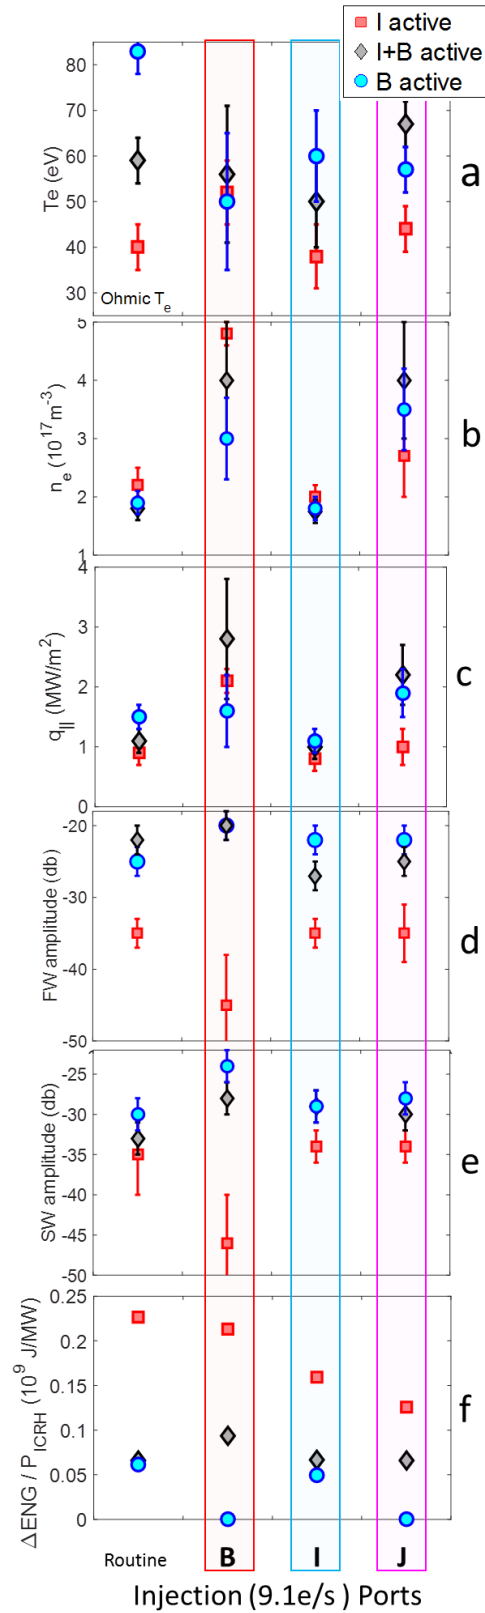 I active
I+B active
B active
80
70
60
50
40
30
Te (eV)
a
Ohmic Te
5
4
3
2
1
ne (10^17 m^-3)
b
4
3
2
1
0
q|| (MW/m^2)
c
-20
-30
-40
-50
FW amplitude (db)
d
-25
-30
-35
-40
-45
-50
SW amplitude (db)
e
0.25
0.2
0.15
0.1
0.05
0
ΔENG / P_ICRH (10^9 J/MW)
f
Routine B I J
Injection (9.1e/s ) Ports